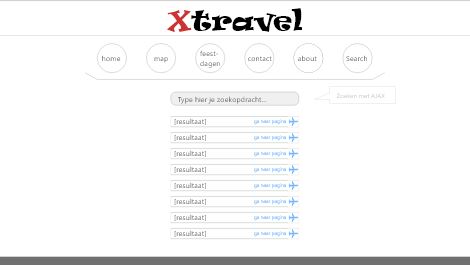 Xtravel
home
map
feest-
dagen
contact
about
Search
Type hier je zoekopdracht...
Zoeken met AJAX
[resultaat] ga naar pagina
[resultaat] ga naar pagina
[resultaat] ga naar pagina
[resultaat] ga naar pagina
[resultaat] ga naar pagina
[resultaat] ga naar pagina
[resultaat] ga naar pagina
[resultaat] ga naar pagina